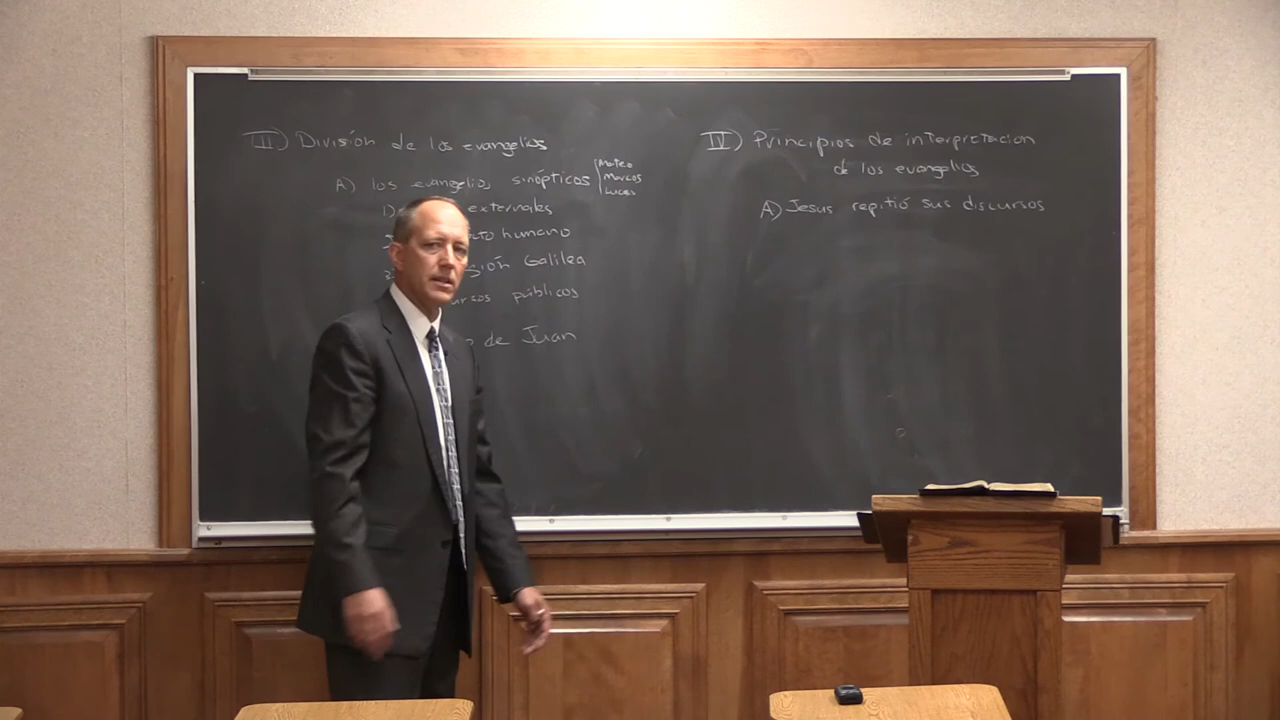 III) División de los evangelios
A) los evangelios sinópticos
Mateo
Marcos
Lucas
1) externales
humano
Galilea
públicos
de Juan
IV) Principios de interpretacion
de los evangelios
A) Jesus repitió sus discursos